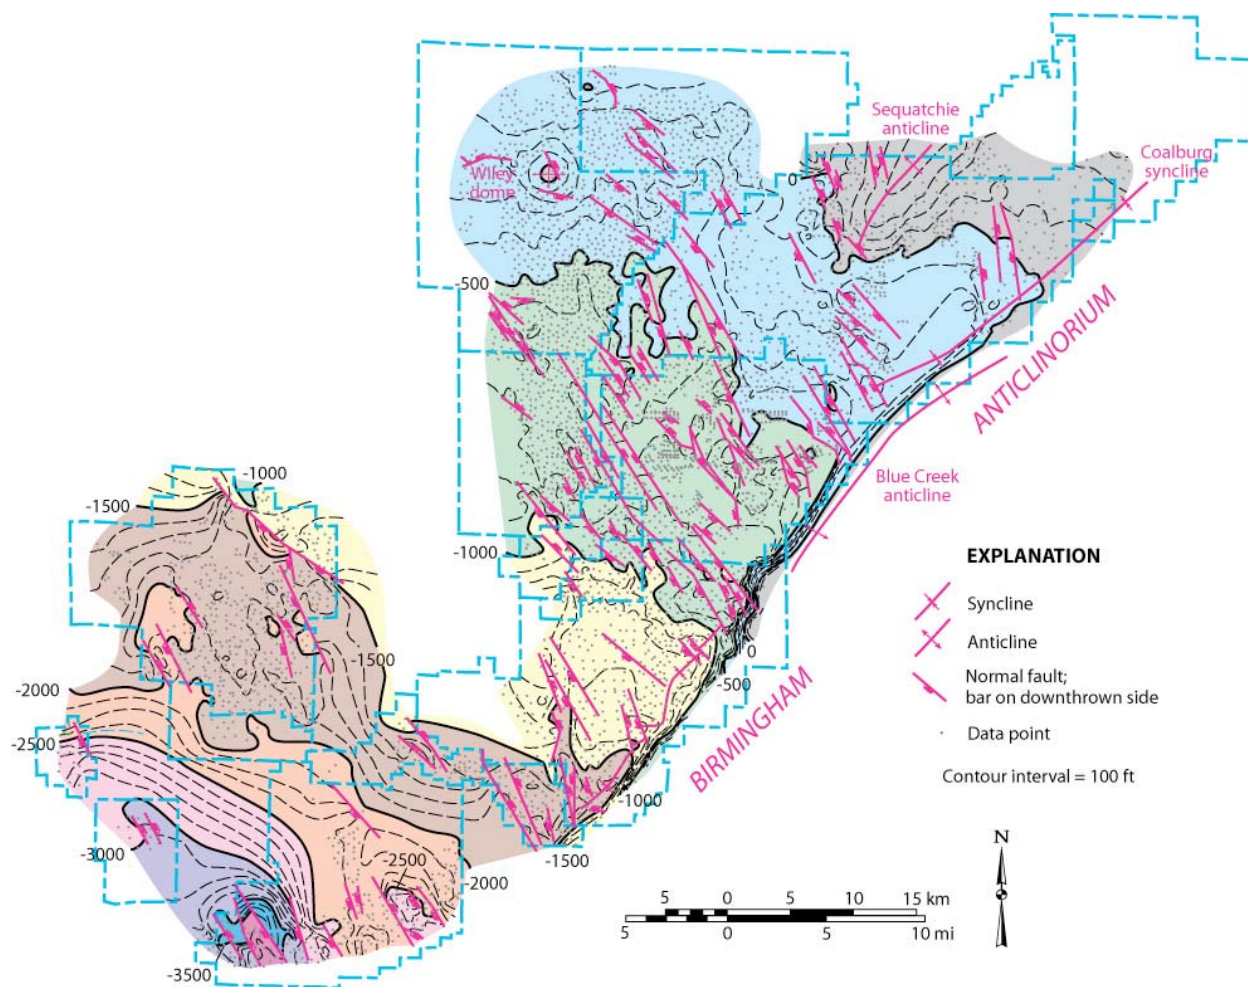 Sequatchie
anticline
Coalburg
syncline
0
Wiley
dome
-500
ANTICLINORIUM
Blue Creek
anticline
-1000
-1500
-1000
EXPLANATION
Syncline
Anticline
Normal fault;
bar on downthrown side
Data point
Contour interval = 100 ft
0
-500
-1500
BIRMINGHAM
-2000
-2500
-1000
-3000
-1500
-2500
-2000
-3500
N
5 0 5 10 15 km
5 0 5 10 mi